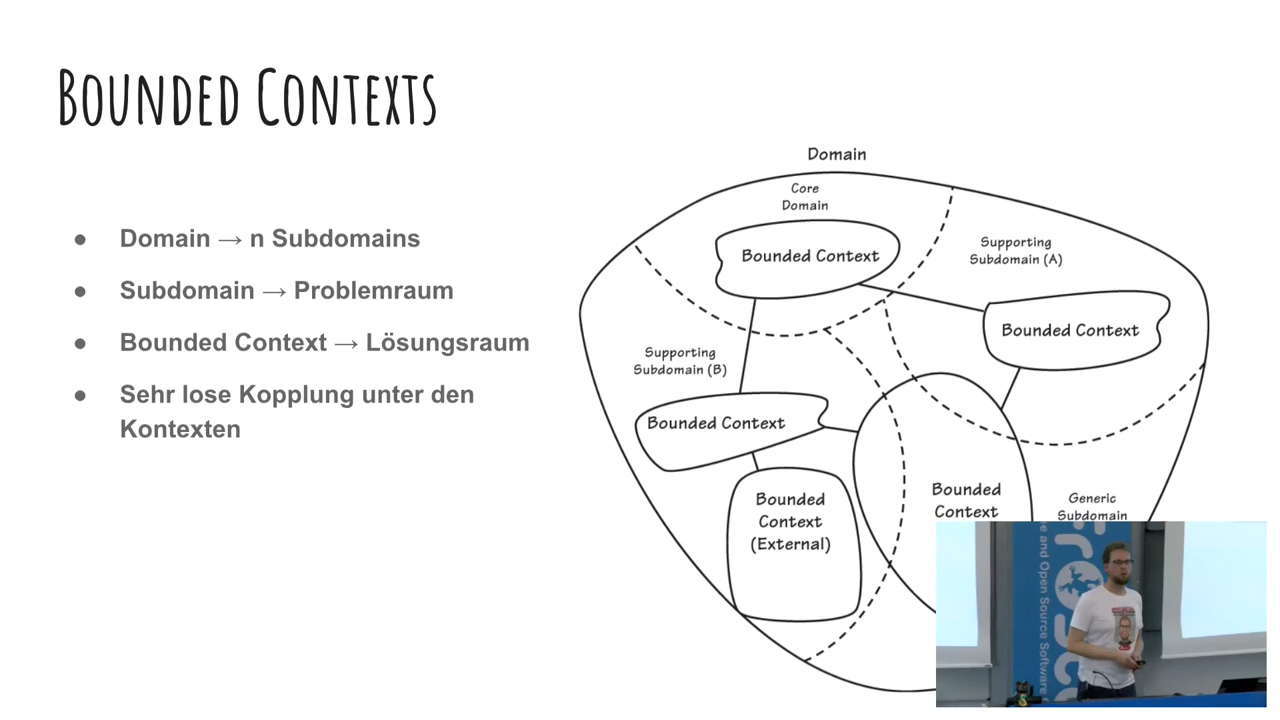 BOUNDED CONTEXTS
● Domain → n Subdomains
● Subdomain → Problemraum
● Bounded Context → Lösungsraum
● Sehr lose Kopplung unter den
Kontexten
Domain
Core
Domain
Bounded Context
Supporting
Subdomain (A)
Bounded Context
Supporting
Subdomain (B)
Bounded Context
Bounded
Context
(External)
Bounded
Context
Generic
Subdomain
e and Open Source Software